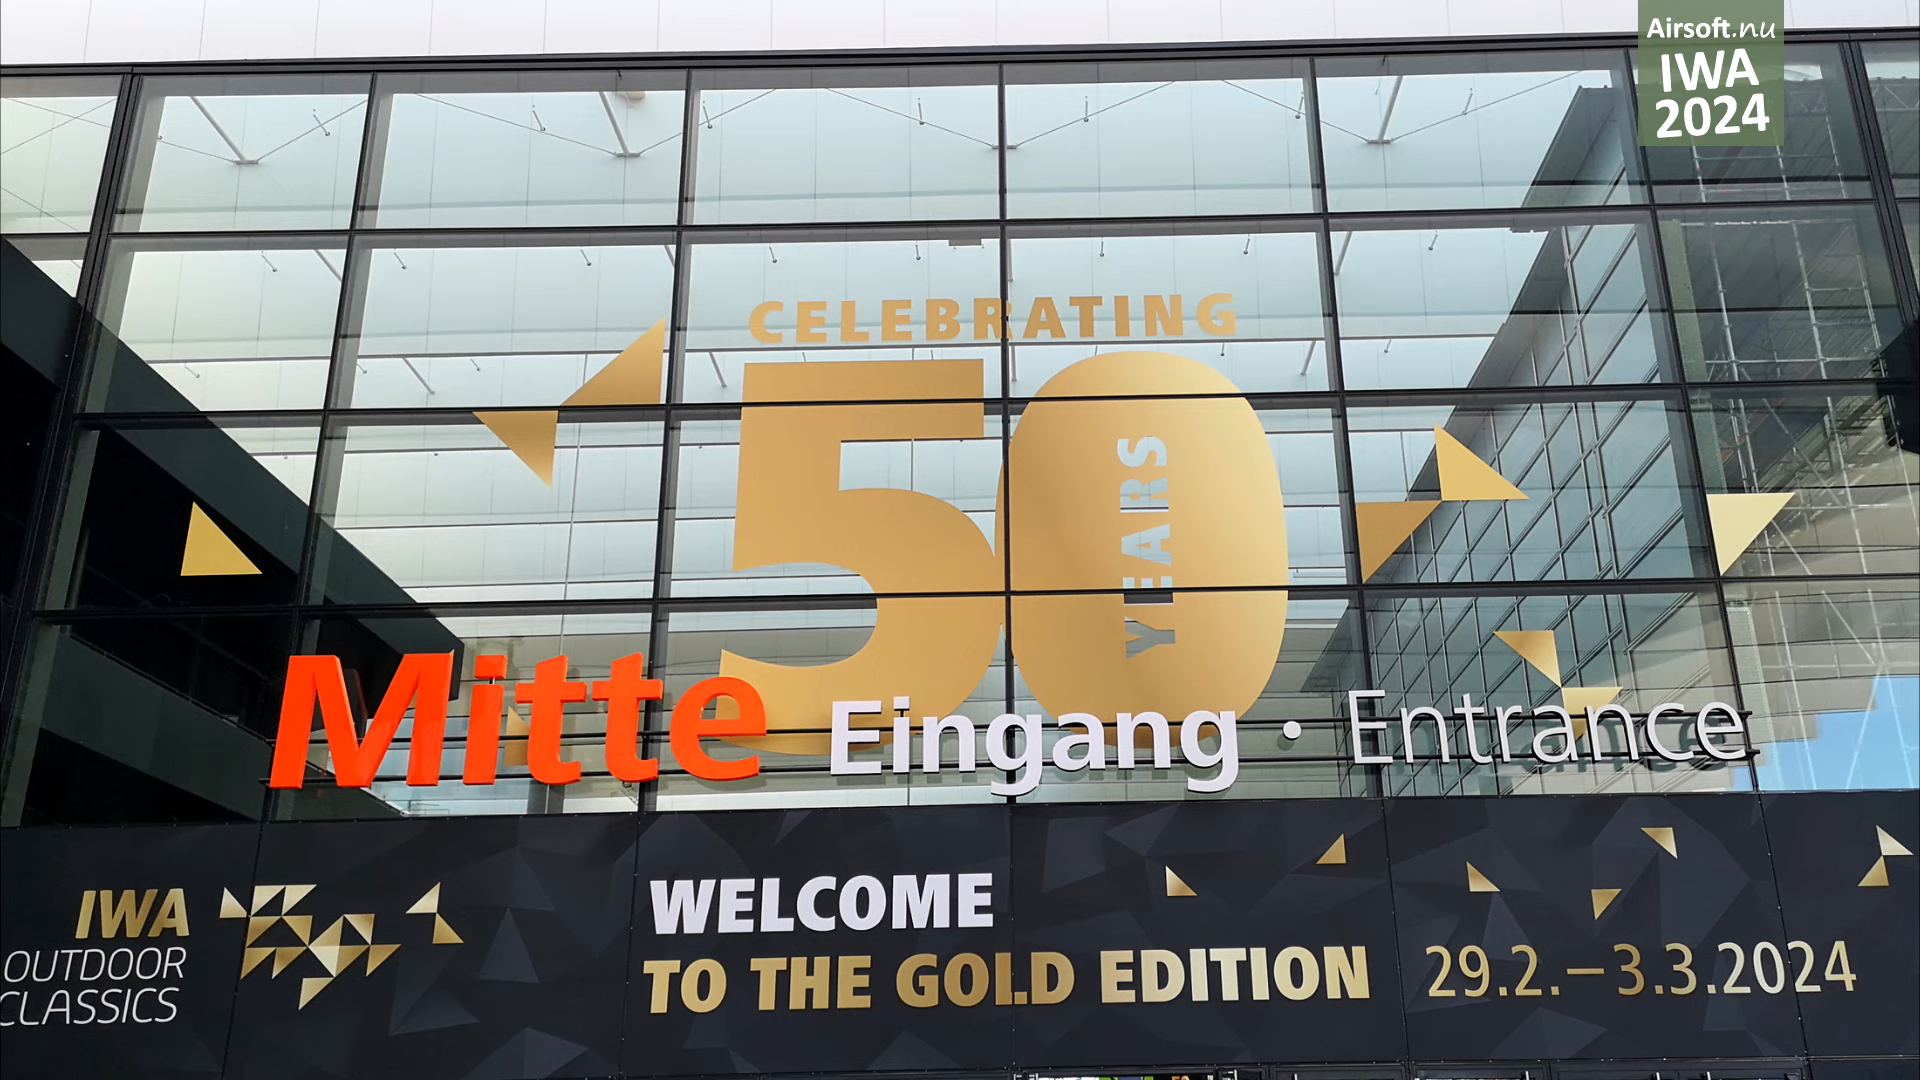 Airsoft.nu
IWA
2024
CELEBRATING
50
YEARS
Mitte Eingang • Entrance
IWA
OUTDOOR
CLASSICS
WELCOME
TO THE GOLD EDITION
29.2.–3.3.2024